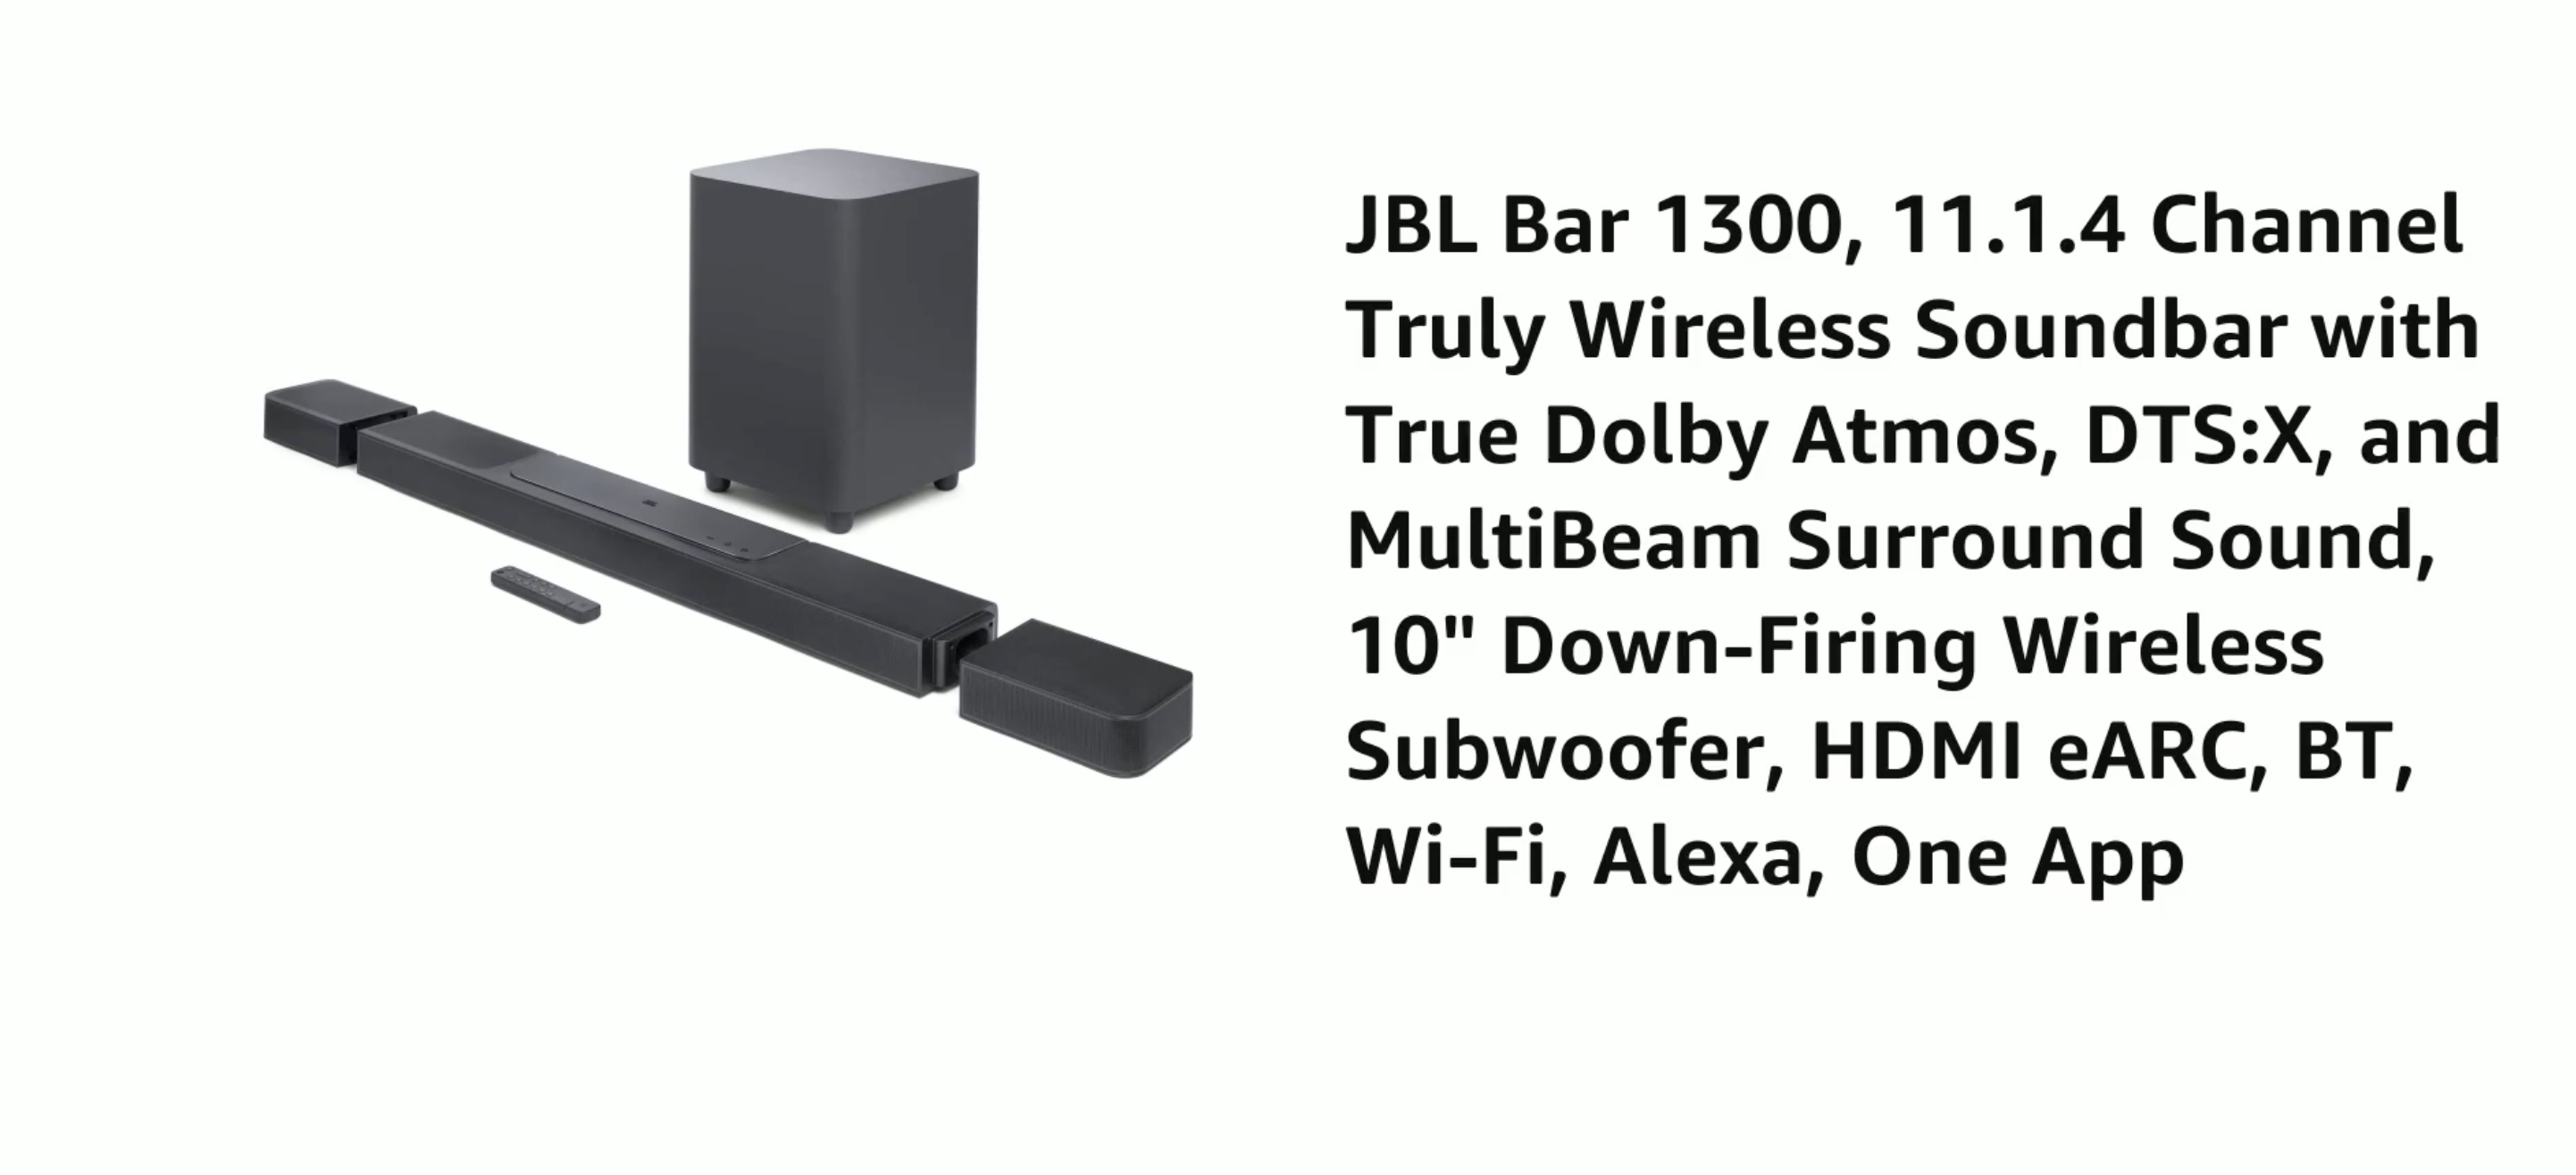 JBL Bar 1300, 11.1.4 Channel
Truly Wireless Soundbar with
True Dolby Atmos, DTS:X, and
MultiBeam Surround Sound,
10" Down-Firing Wireless
Subwoofer, HDMI eARC, BT,
Wi-Fi, Alexa, One App